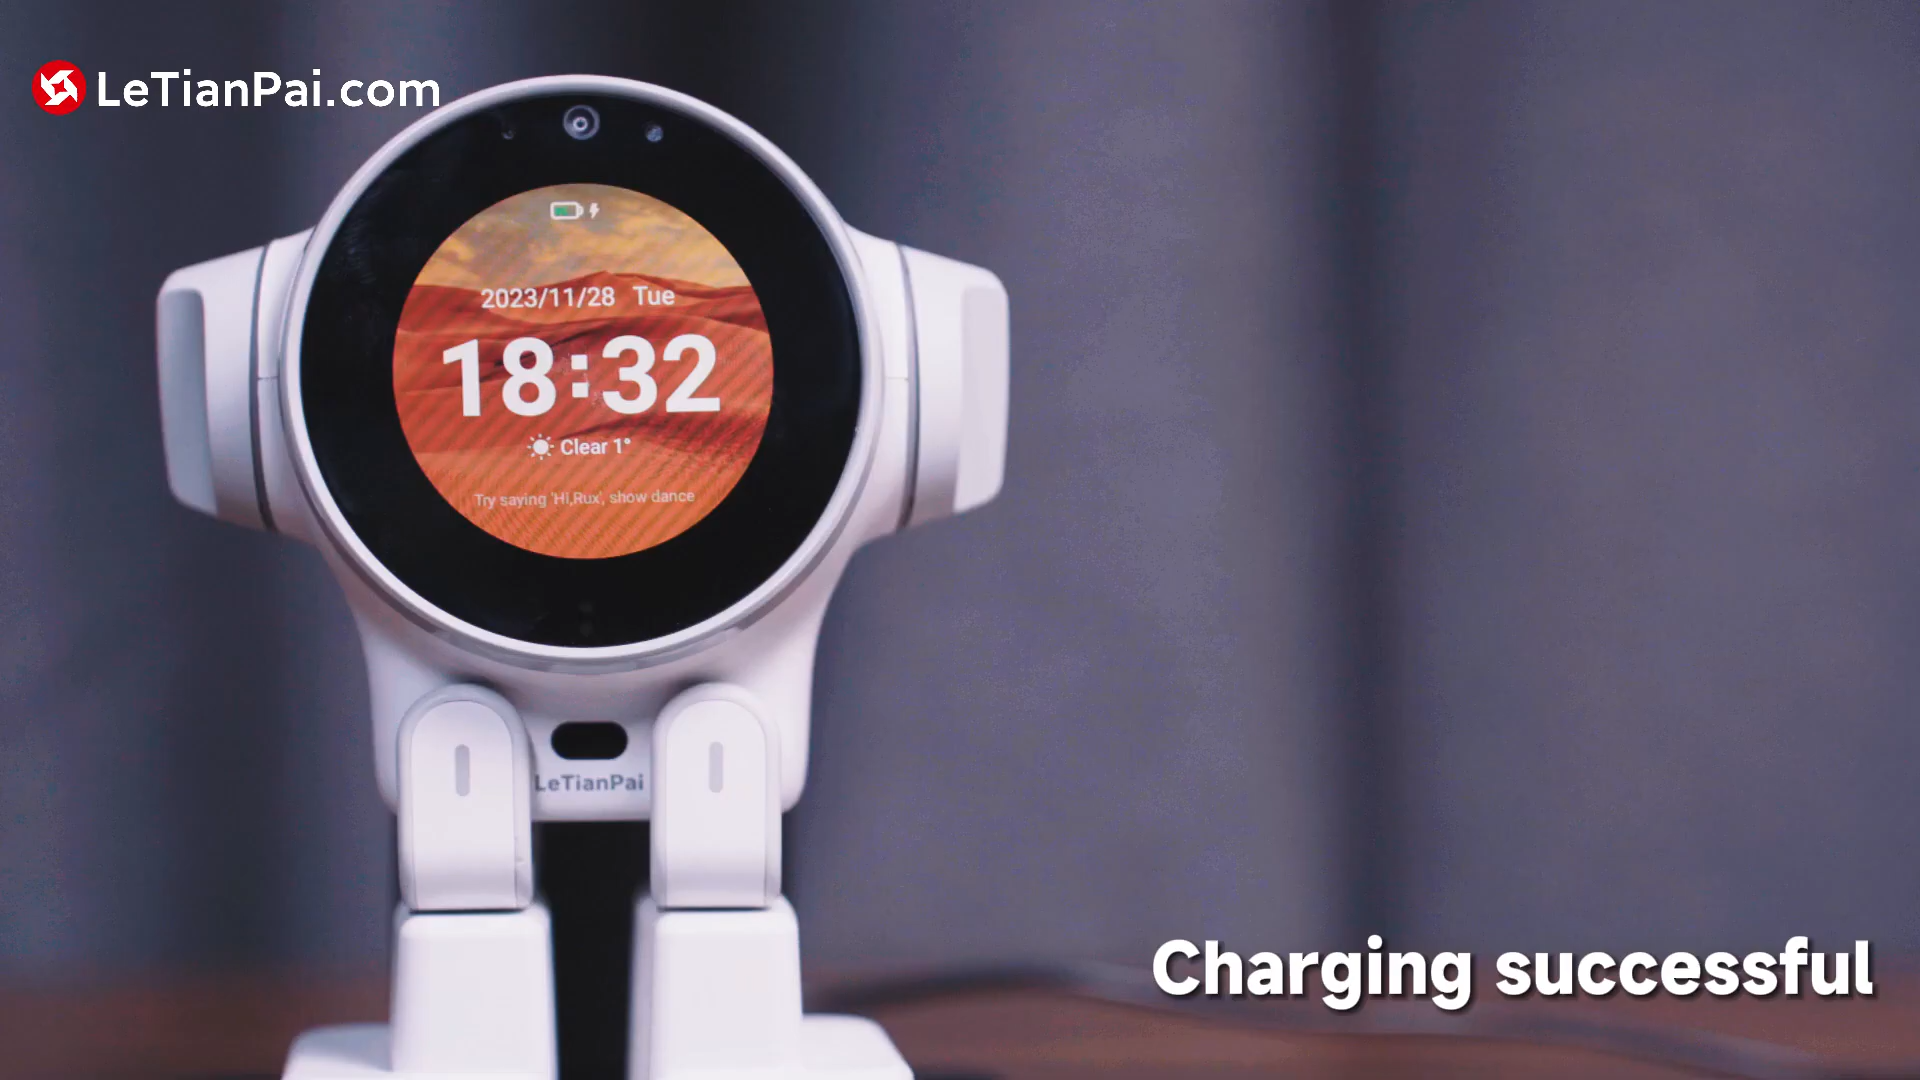 LeTianPai.com
2023/11/28 Tue
18:32
Clear 1°
Try saying 'Hi,Rux', show dance
LeTianPai
Charging successful